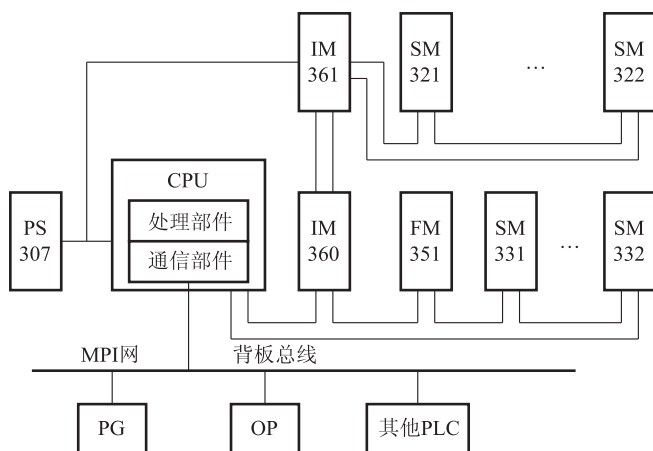 IM
361
SM
321
…
SM
322
CPU
处理部件
通信部件
PS
307
IM
360
FM
351
SM
331
…
SM
332
MPI网
背板总线
PG
OP
其他PLC